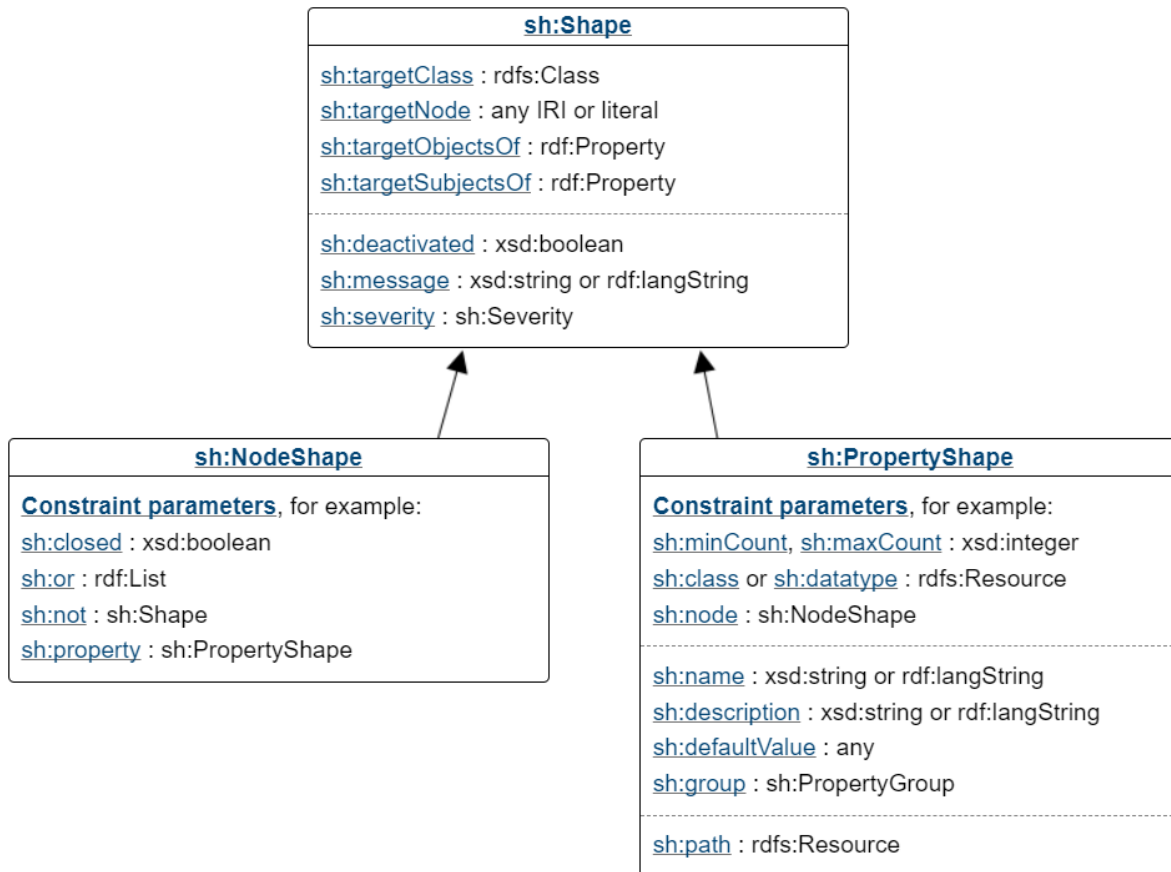 sh:Shape
sh:targetClass : rdfs:Class
sh:targetNode : any IRI or literal
sh:targetObjectsOf : rdf:Property
sh:targetSubjectsOf : rdf:Property
sh:deactivated : xsd:boolean
sh:message : xsd:string or rdf:langString
sh:severity : sh:Severity
sh:NodeShape
Constraint parameters, for example:
sh:closed : xsd:boolean
sh:or : rdf:List
sh:not : sh:Shape
sh:property : sh:PropertyShape
sh:PropertyShape
Constraint parameters, for example:
sh:minCount, sh:maxCount : xsd:integer
sh:class or sh:datatype : rdfs:Resource
sh:node : sh:NodeShape
sh:name : xsd:string or rdf:langString
sh:description : xsd:string or rdf:langString
sh:defaultValue : any
sh:group : sh:PropertyGroup
sh:path : rdfs:Resource